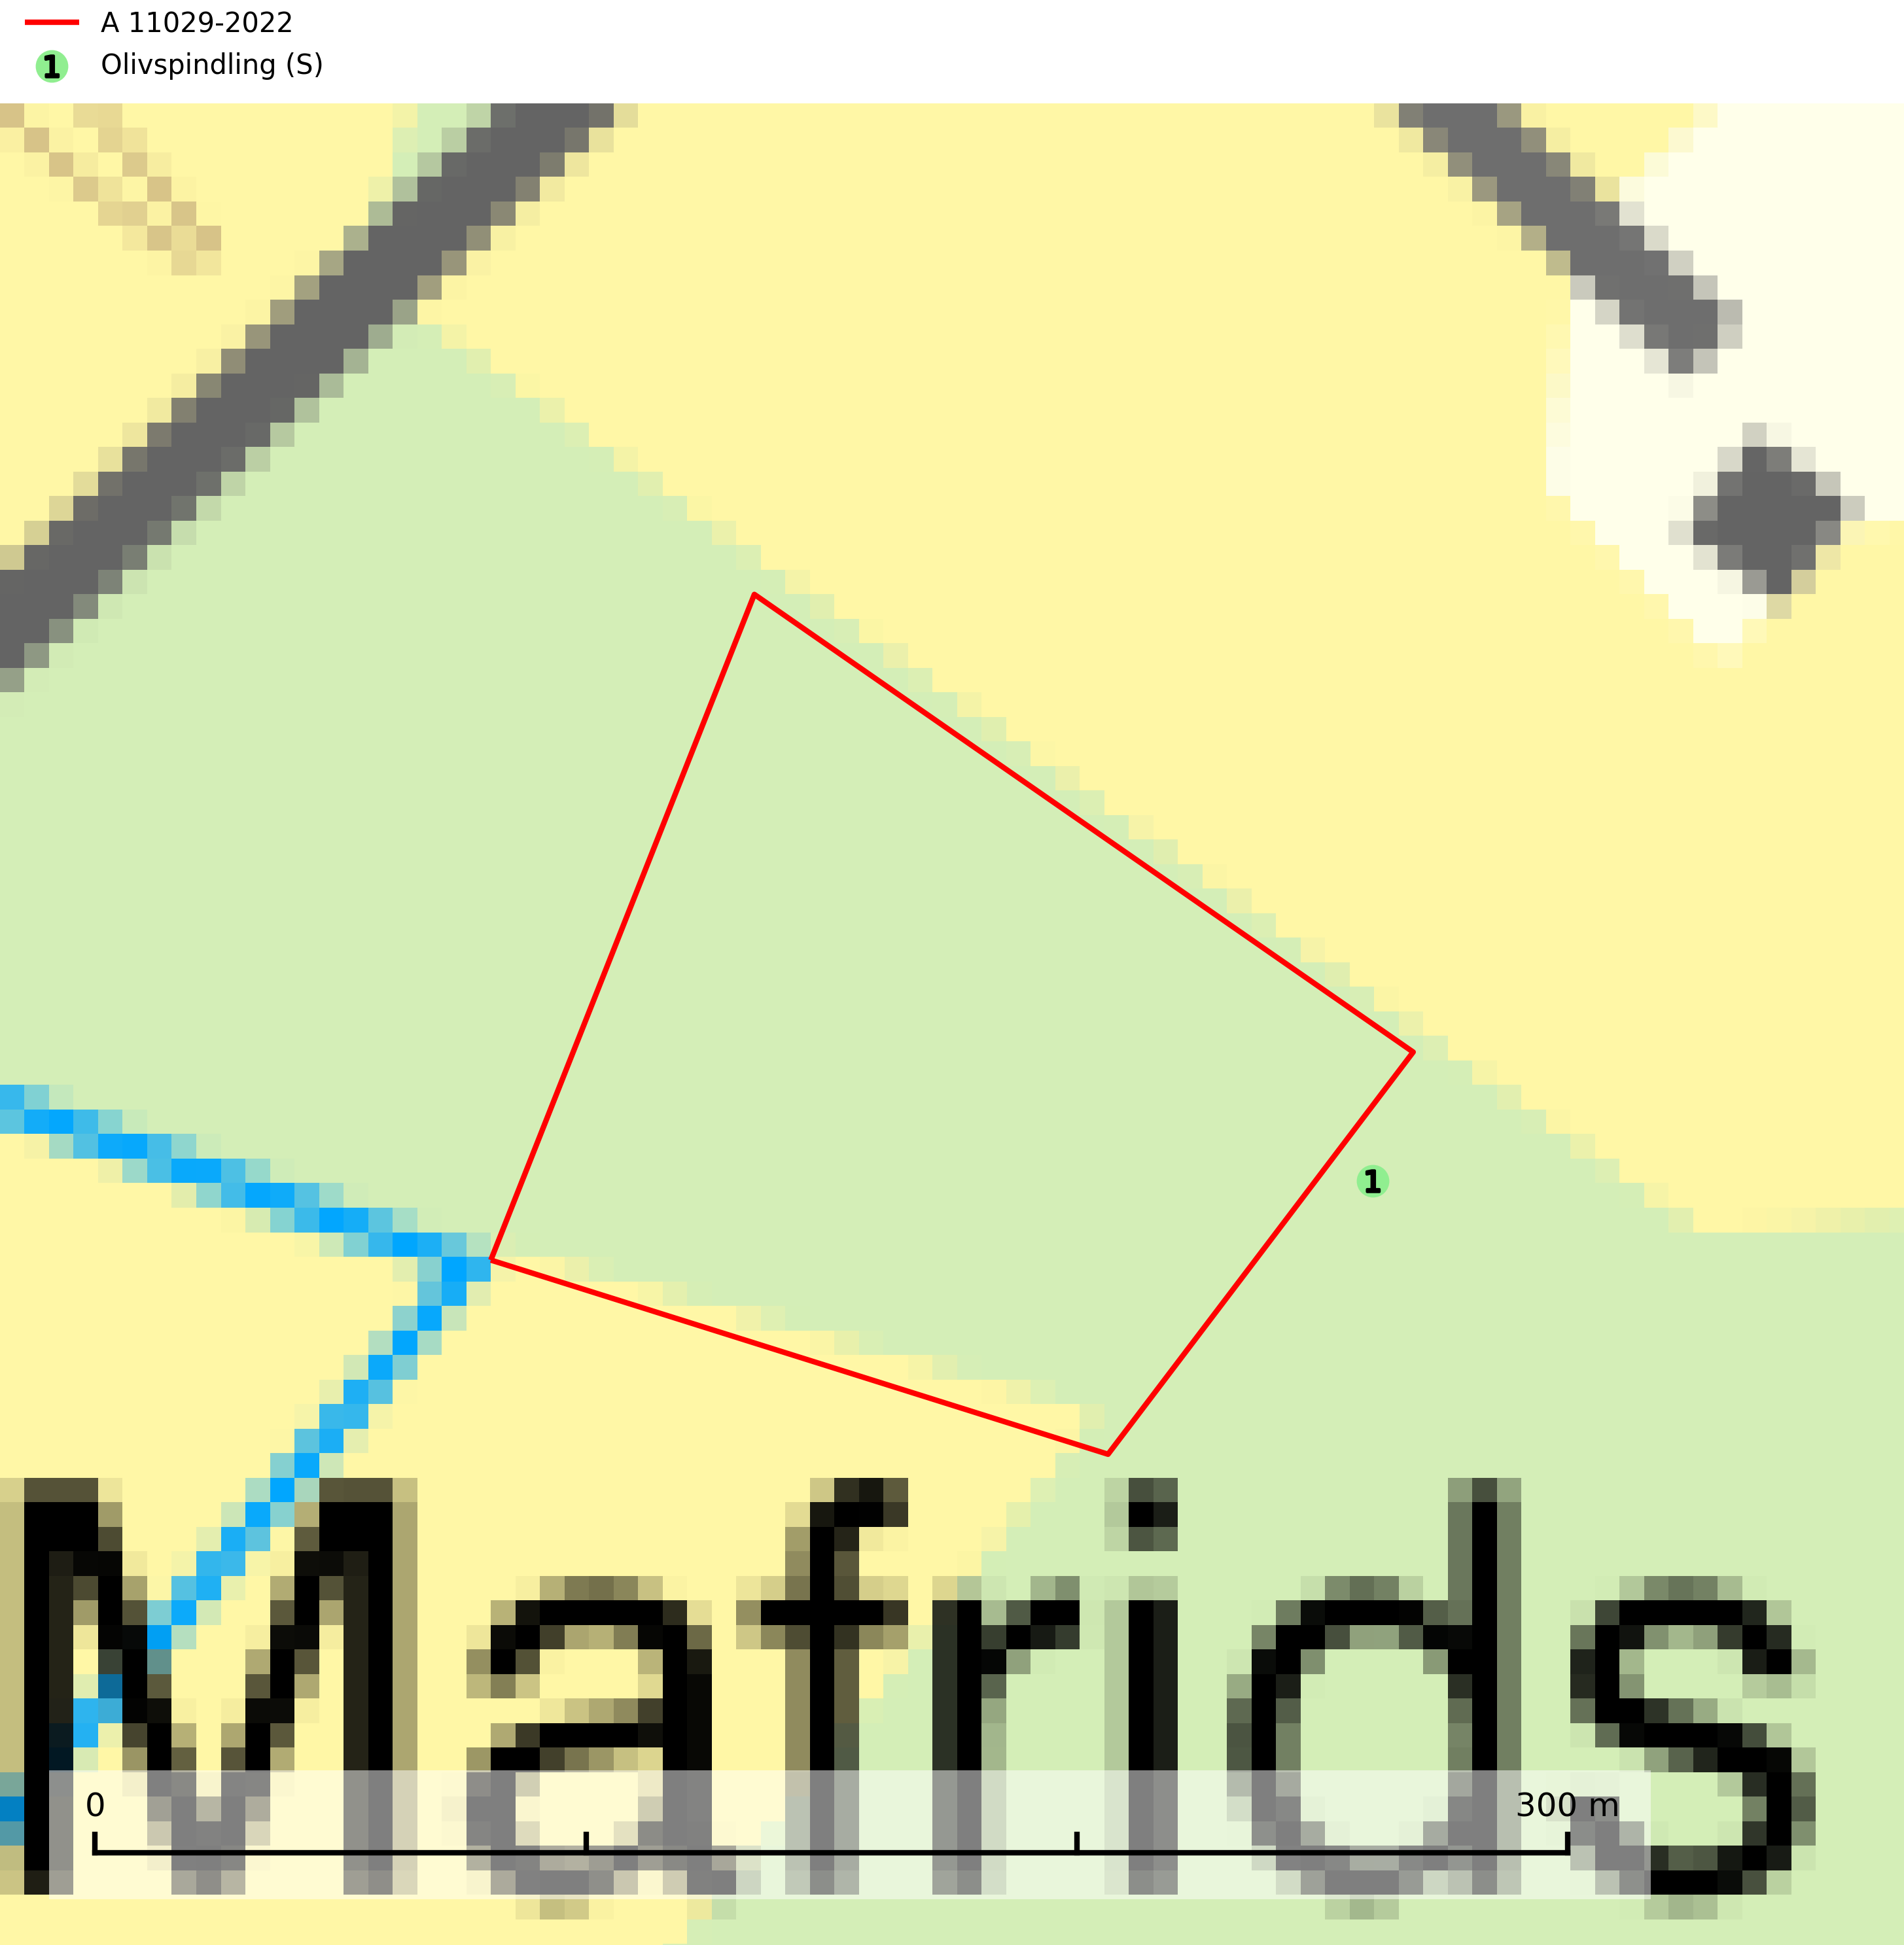 A 11029-2022
1 Olivspindling (S)
1
Mafrids
0 300 m